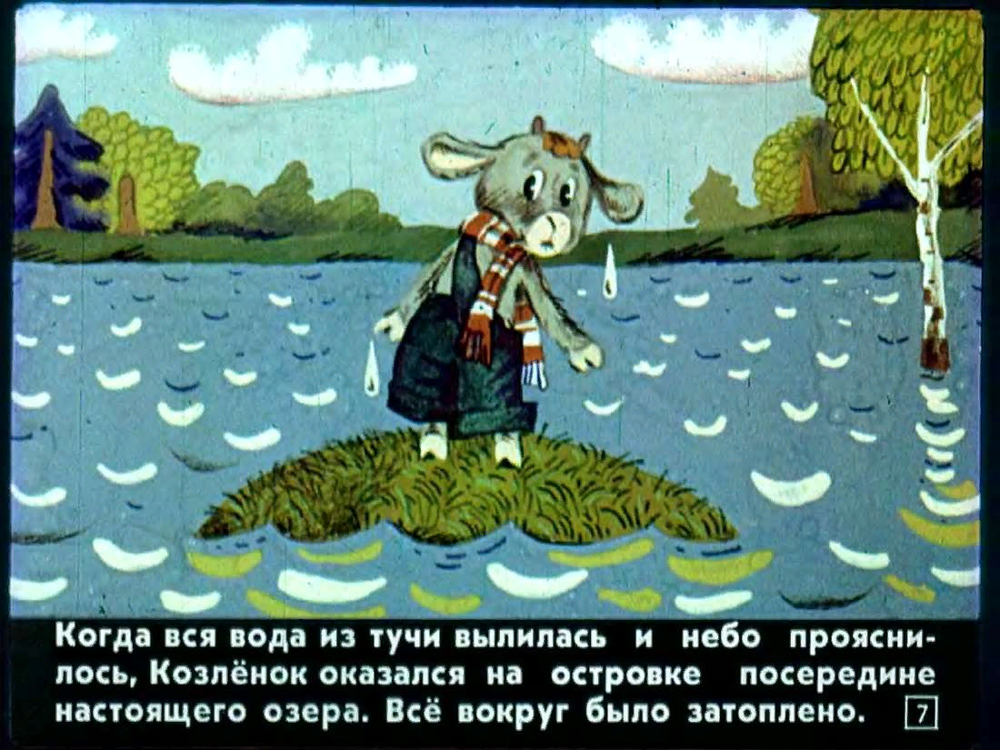 Когда вся вода из тучи вылилась и небо проясни-
лось, Козлёнок оказался на островке посередине
настоящего озера. Всё вокруг было затоплено. 7